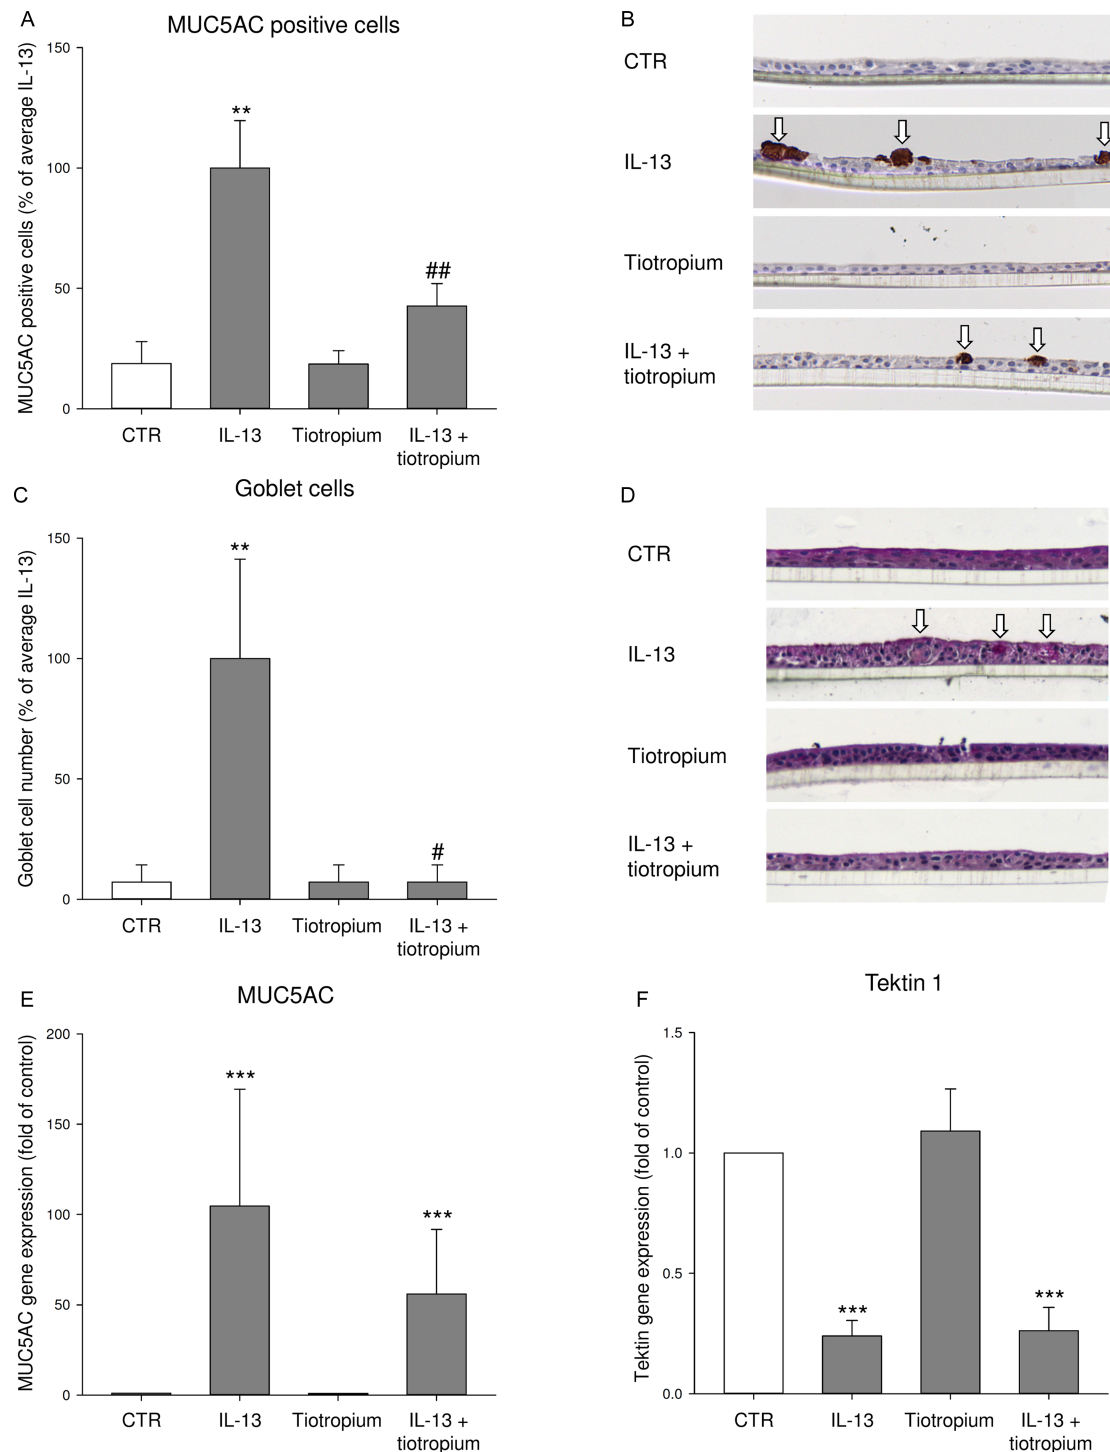 A
MUC5AC positive cells
MUC5AC positive cells (% of average IL-13)
150
100
50
0
**
##
CTR
IL-13
Tiotropium
IL-13 +
tiotropium
B
CTR
IL-13
Tiotropium
IL-13 +
tiotropium
C
Goblet cells
Goblet cell number (% of average IL-13)
150
100
50
0
**
#
CTR
IL-13
Tiotropium
IL-13 +
tiotropium
D
CTR
IL-13
Tiotropium
IL-13 +
tiotropium
E
MUC5AC
MUC5AC gene expression (fold of control)
200
150
100
50
0
***
***
CTR
IL-13
Tiotropium
IL-13 +
tiotropium
F
Tektin 1
Tektin gene expression (fold of control)
1.5
1.0
0.5
0.0
***
***
CTR
IL-13
Tiotropium
IL-13 +
tiotropium